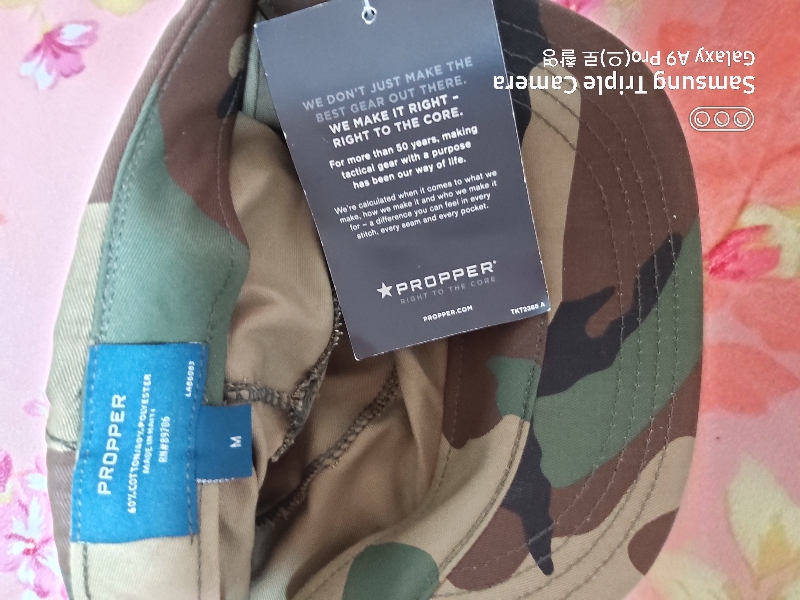 WE DON'T JUST MAKE THE
BEST GEAR OUT THERE.
WE MAKE IT RIGHT –
RIGHT TO THE CORE.
For more than 50 years, making
tactical gear with a purpose
has been our way of life.
We're calculated when it comes to what we
make, how we make it and who we make it
for – a difference you can feel in every
stitch, every seam and every pocket.
PROPPER®
RIGHT TO THE CORE
PROPPER.COM
TKT2388 A
PROPPER
60% COTTON/40% POLYESTER
MADE IN HAITI
RN#89706
LA86083
M
Samsung Triple Camera
Galaxy A9 Pro(으)로 촬영